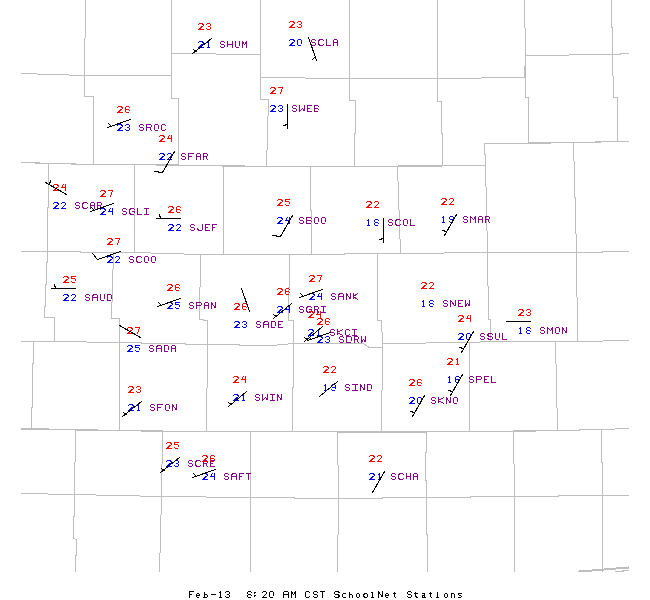 23
21 SHUM
23
20 SCLA
27
23 SWEB
26
23 SROC
24
22 SFAR
24
22 SCAR
27
24 SGLI
26
22 SJEF
25
24 SBOO
22
18 SCOL
22
19 SMAR
27
22 SCOO
25
22 SAUD
26
25 SPAN
26
23 SADE
26
24 SGRI
27
24 SANK
22
18 SNEW
24
21 SKCI
26
23 SDRW
24
20 SSUL
23
18 SMON
27
25 SADA
23
21 SFON
24
21 SWIN
22
19 SIND
26
20 SKNO
21
16 SPEL
25
23 SCRE
26
24 SAFT
22
21 SCHA
Feb-13 8:20 AM CST SchoolNet Stations